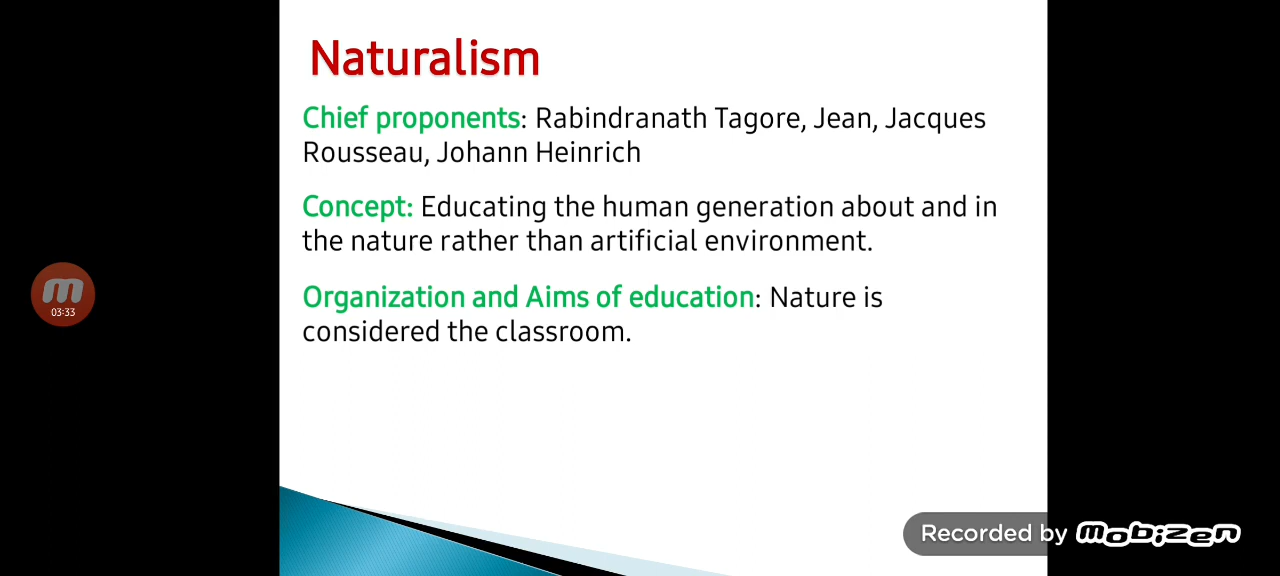 Naturalism
Chief proponents: Rabindranath Tagore, Jean, Jacques
Rousseau, Johann Heinrich
Concept: Educating the human generation about and in
the nature rather than artificial environment.
Organization and Aims of education: Nature is
considered the classroom.
03:33
Recorded by mobizen